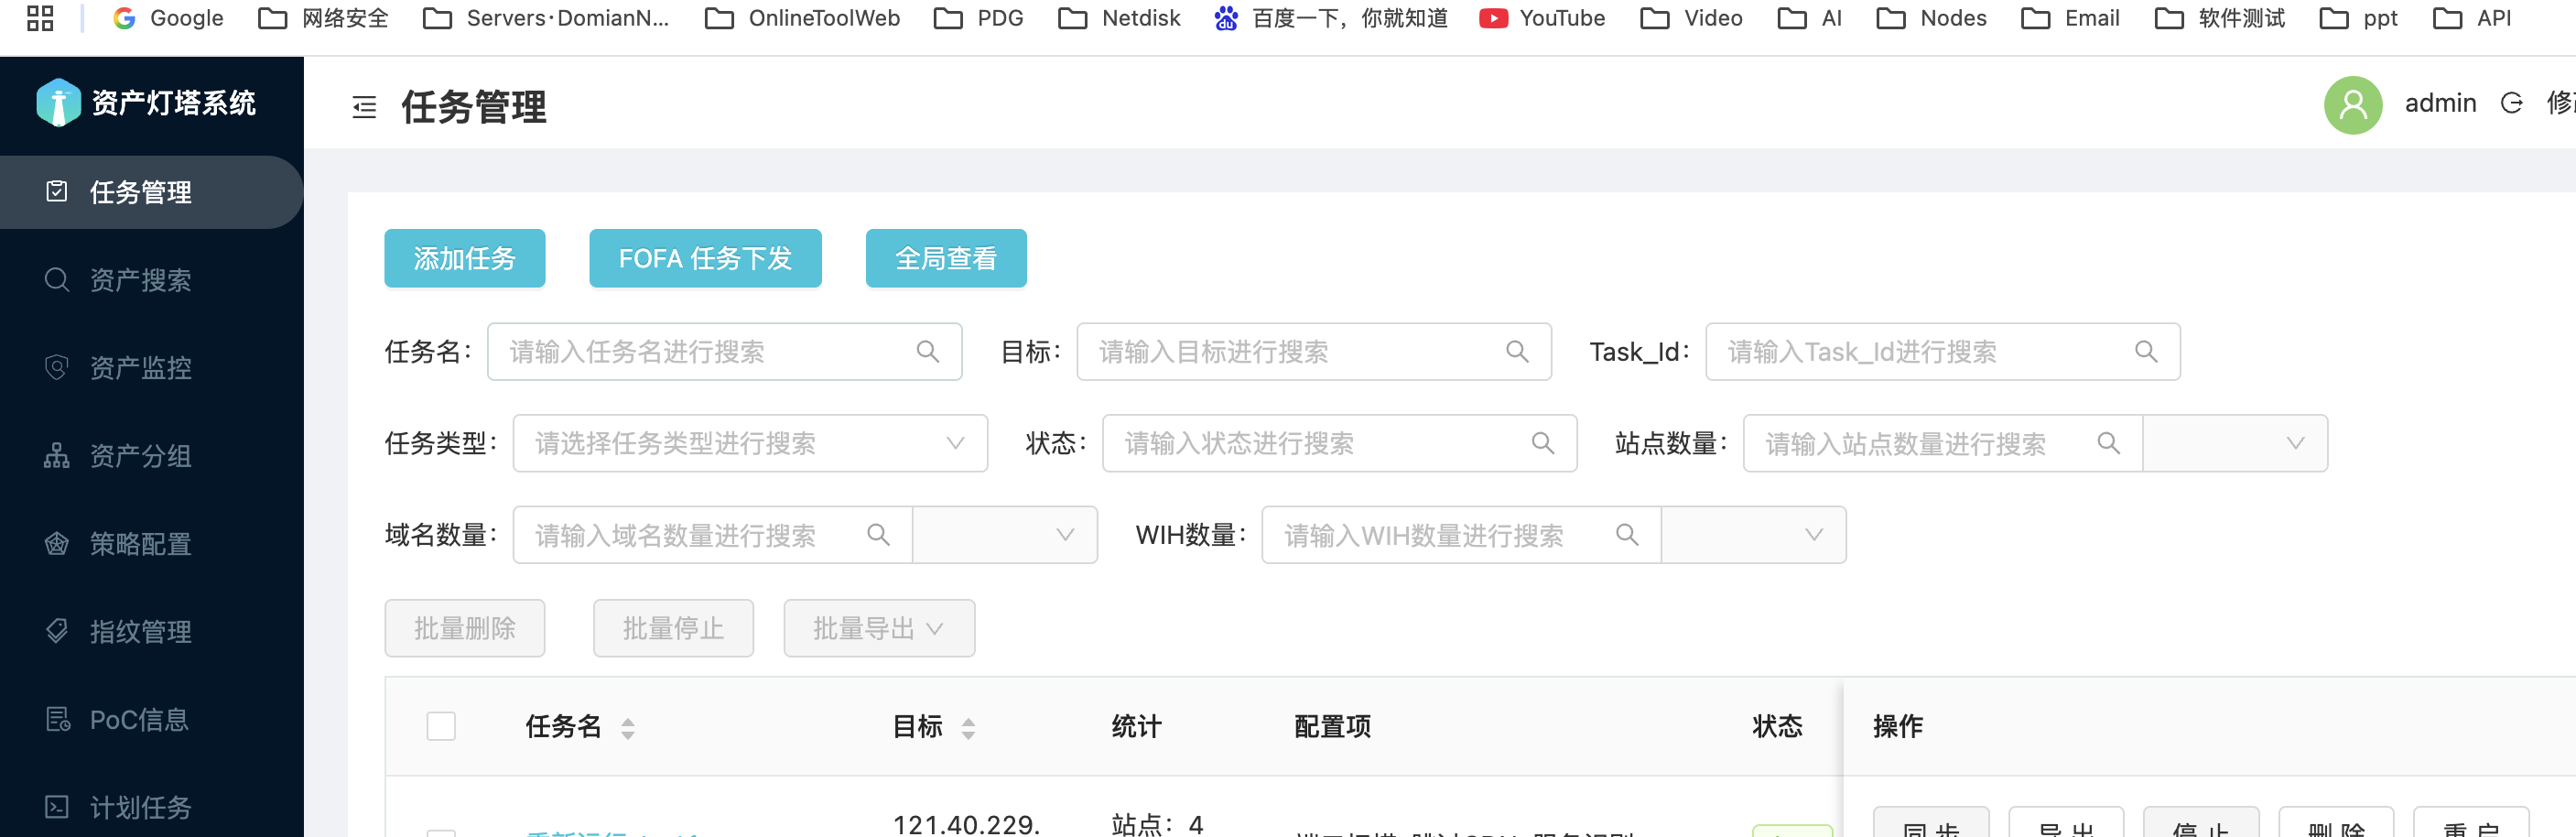 Google 网络安全 Servers·DomianN... OnlineToolWeb PDG Netdisk 百度一下，你就知道 YouTube Video AI Nodes Email 软件测试 ppt API
资产灯塔系统
任务管理
资产搜索
资产监控
资产分组
策略配置
指纹管理
PoC信息
计划任务
任务管理
admin
添加任务 FOFA 任务下发 全局查看
任务名： 请输入任务名进行搜索 目标： 请输入目标进行搜索 Task_Id： 请输入Task_Id进行搜索
任务类型： 请选择任务类型进行搜索 状态： 请输入状态进行搜索 站点数量： 请输入站点数量进行搜索
域名数量： 请输入域名数量进行搜索 WIH数量： 请输入WIH数量进行搜索
批量删除 批量停止 批量导出
任务名 目标 统计 配置项 状态 操作
121.40.229. 站点：4
同步 导出 停止 删除 重启